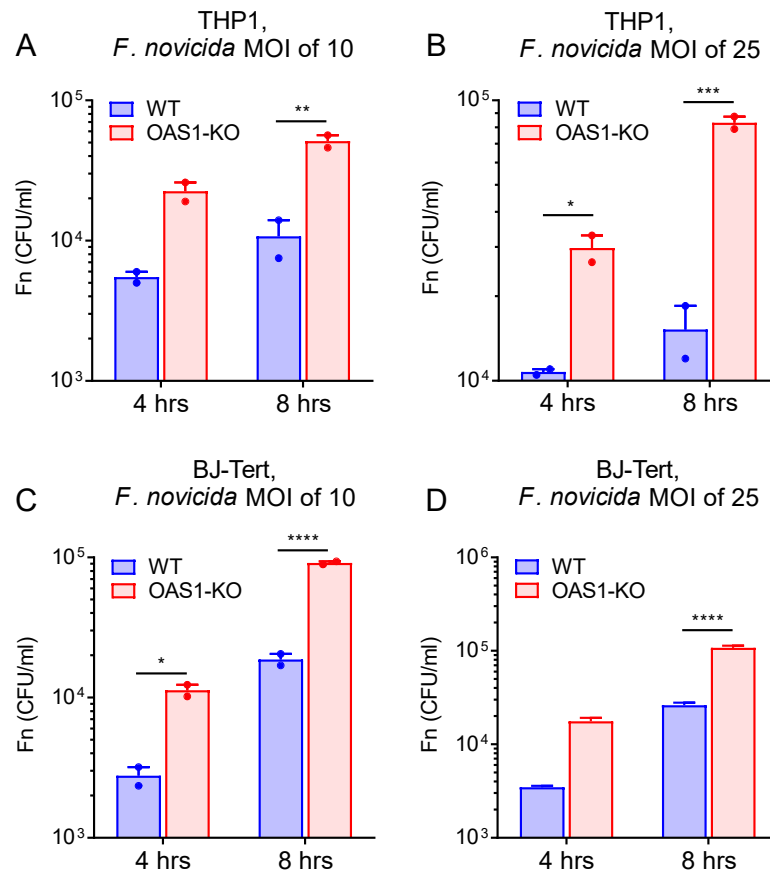 A
THP1,
F. novicida MOI of 10
Fn (CFU/ml)
10⁵
10⁴
10³
WT
OAS1-KO
**
4 hrs
8 hrs
B
THP1,
F. novicida MOI of 25
Fn (CFU/ml)
10⁵
10⁴
WT
OAS1-KO
*
***
4 hrs
8 hrs
C
BJ-Tert,
F. novicida MOI of 10
Fn (CFU/ml)
10⁵
10⁴
10³
WT
OAS1-KO
*
****
4 hrs
8 hrs
D
BJ-Tert,
F. novicida MOI of 25
Fn (CFU/ml)
10⁶
10⁵
10⁴
10³
WT
OAS1-KO
****
4 hrs
8 hrs